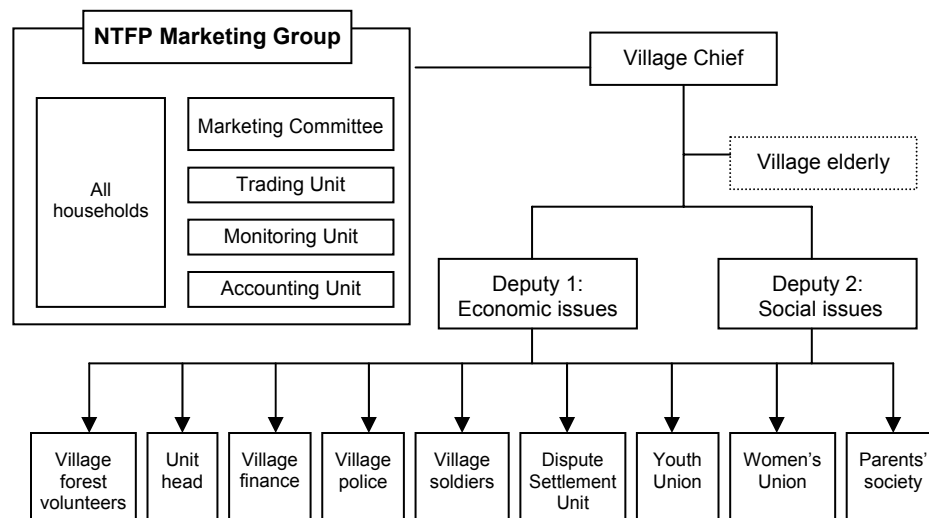 NTFP Marketing Group
Village Chief
All
households
Marketing Committee
Trading Unit
Monitoring Unit
Accounting Unit
Village elderly
Deputy 1:
Economic issues
Deputy 2:
Social issues
Village
forest
volunteers
Unit
head
Village
finance
Village
police
Village
soldiers
Dispute
Settlement
Unit
Youth
Union
Women’s
Union
Parents’
society